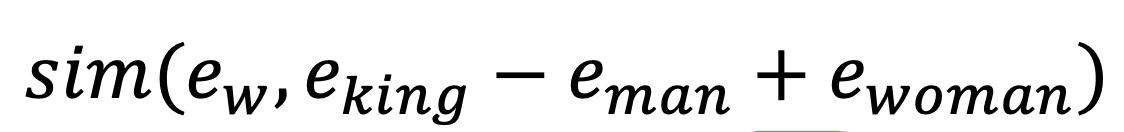 sim(e_w, e_king − e_man + e_woman)